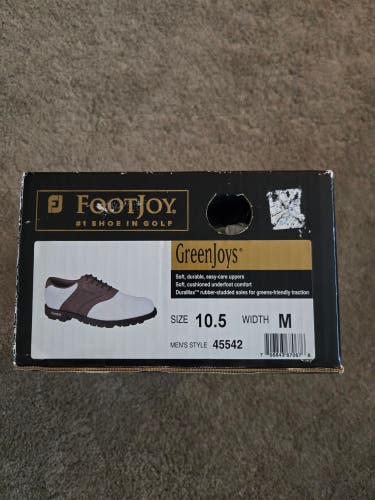 FJ FOOTJOY®
#1 SHOE IN GOLF
GreenJoys®
Soft, durable, easy-care uppers
Soft, cushioned underfoot comfort
DuraMax™ rubber-studded soles for greens-friendly traction
SIZE 10.5 WIDTH M
MEN'S STYLE 45542